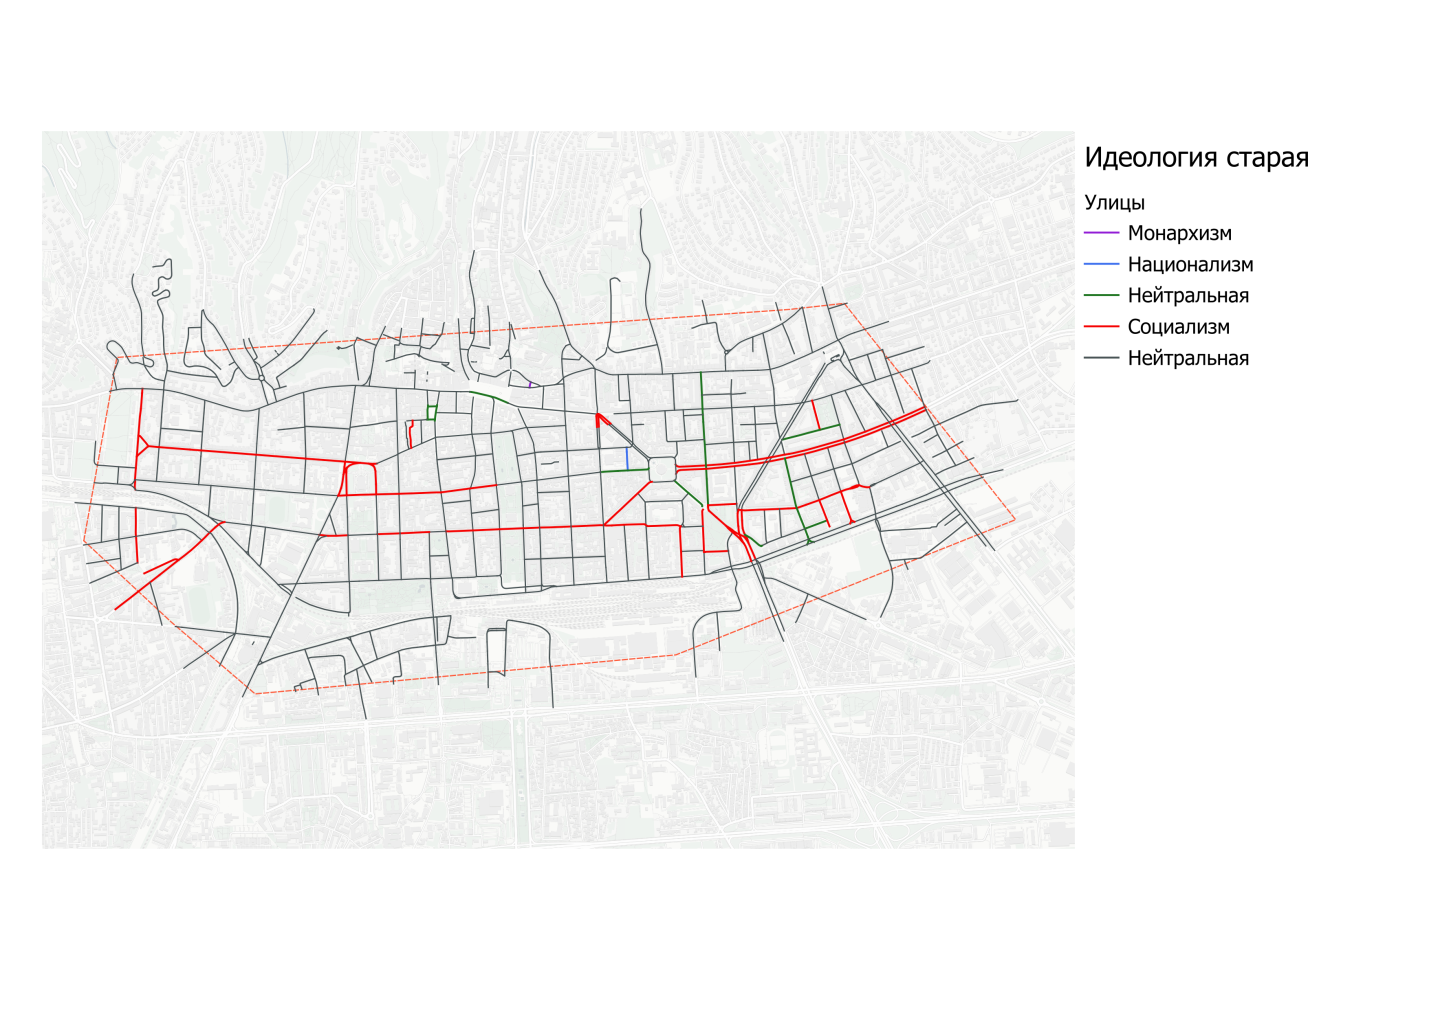 Идеология старая
Улицы
Монархизм
Национализм
Нейтральная
Социализм
Нейтральная